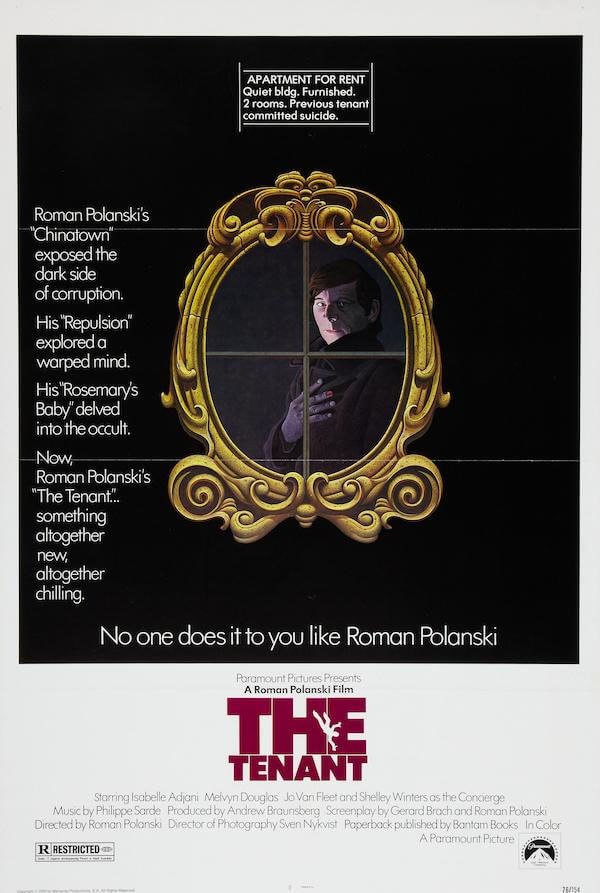 APARTMENT FOR RENT
Quiet bldg. Furnished.
2 rooms. Previous tenant
committed suicide.
Roman Polanski's
"Chinatown"
exposed the
dark side
of corruption.
His "Repulsion"
explored a
warped mind.
His "Rosemary's
Baby" delved
into the occult.
Now,
Roman Polanski's
"The Tenant"...
something
altogether
new,
altogether
chilling.
No one does it to you like Roman Polanski
Paramount Pictures Presents
A Roman Polanski Film
THE
TENANT
Starring Isabelle Adjani Melvyn Douglas Jo Van Fleet and Shelley Winters as the Concierge
Music by Philippe Sarde Produced by Andrew Braunsberg Screenplay by Gerard Brach and Roman Polanski
Directed by Roman Polanski Director of Photography Sven Nykvist Paperback published by Bantam Books In Color
A Paramount Picture
R RESTRICTED
Paramount
76/154